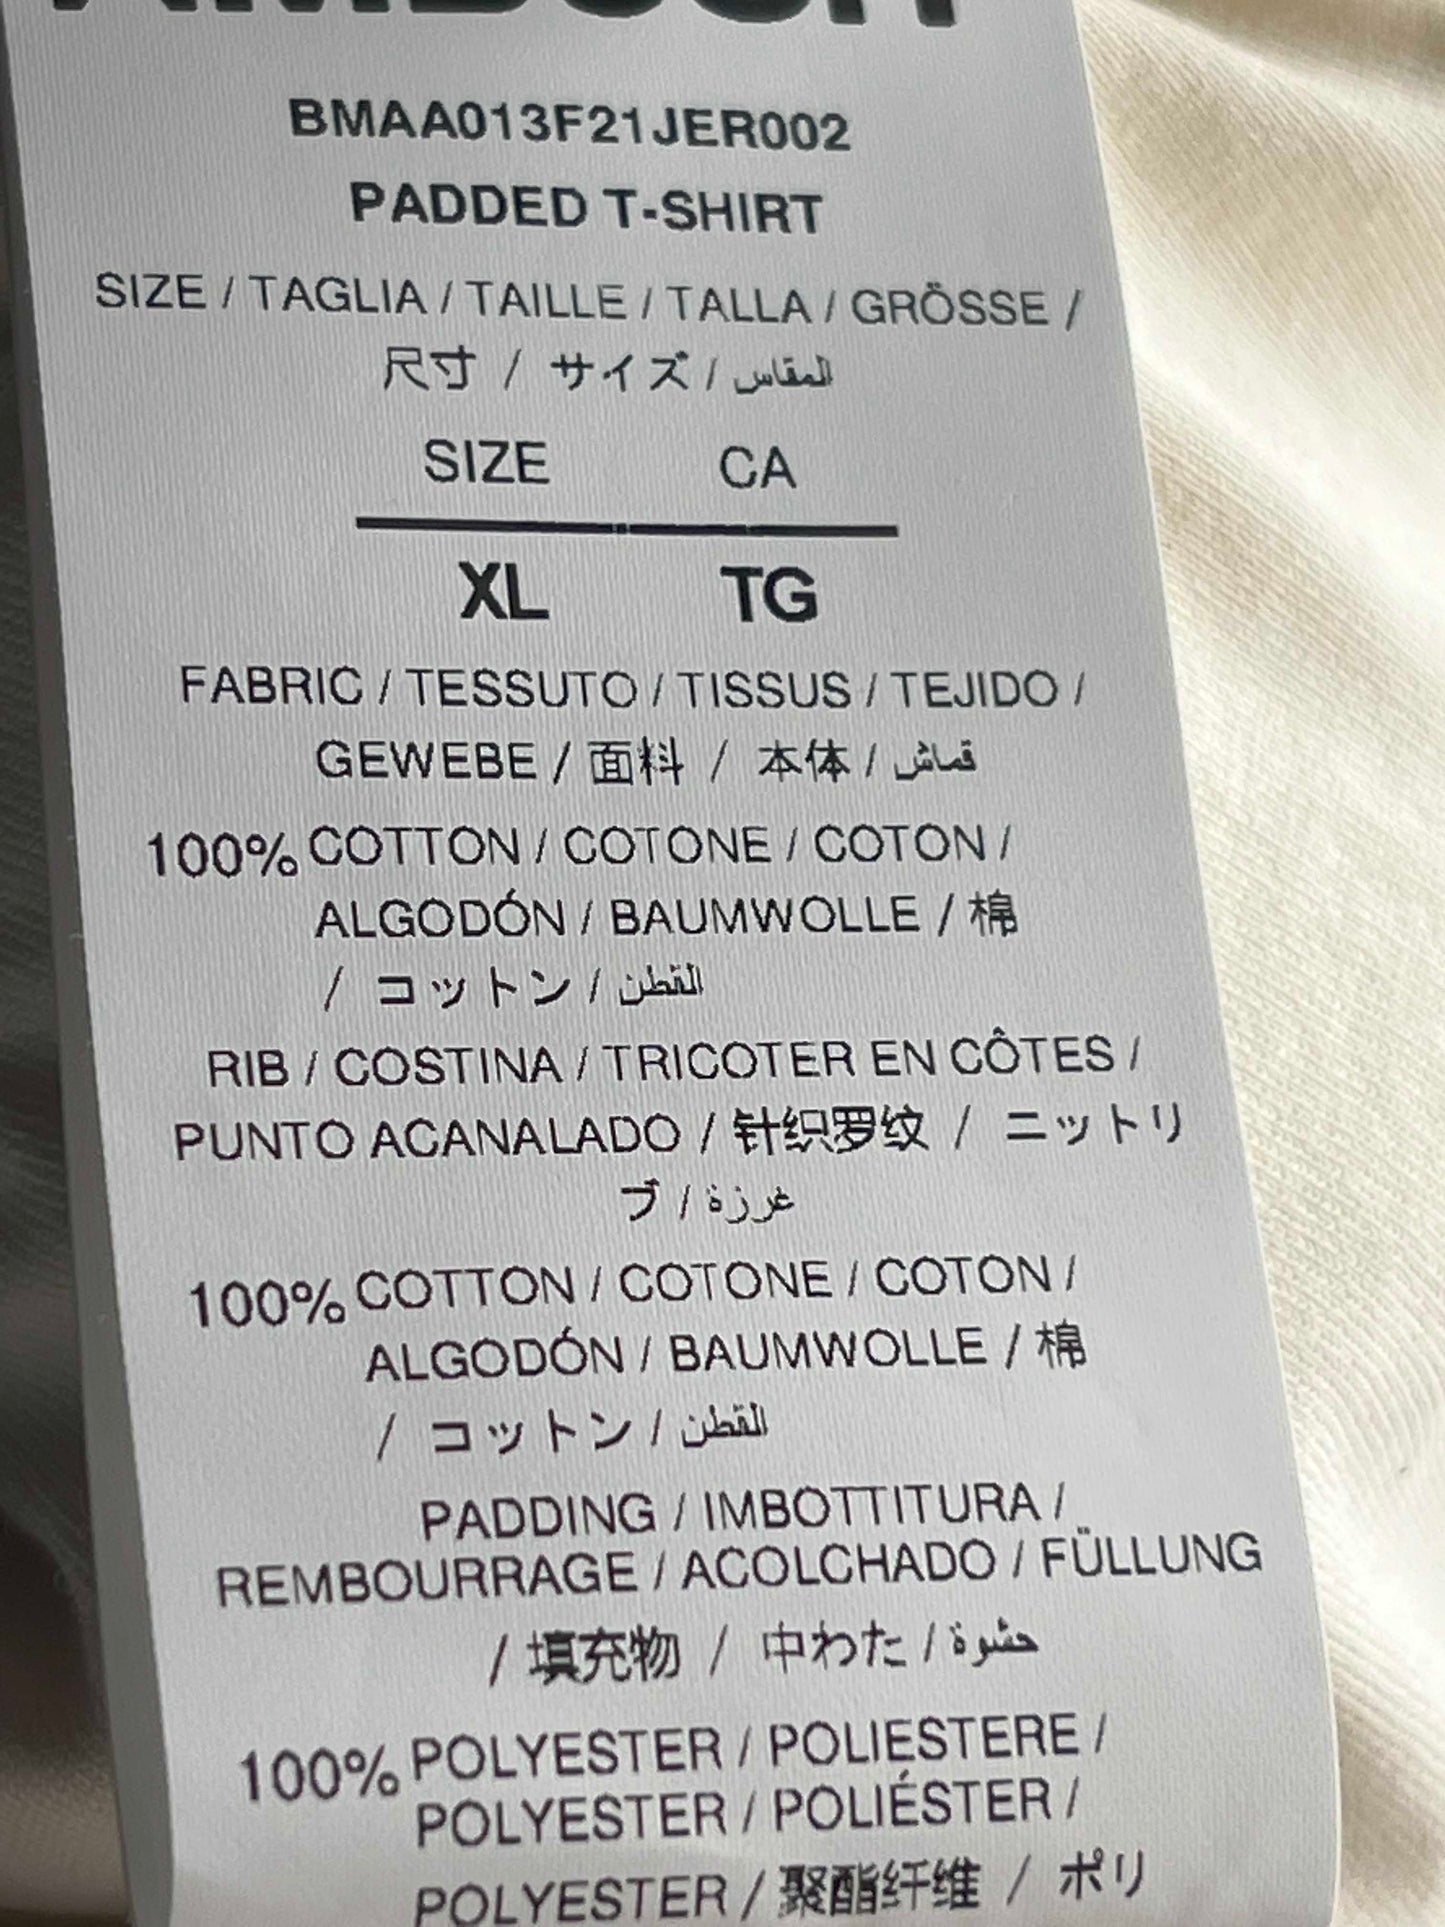 AMBUSH
BMAA013F21JER002
PADDED T-SHIRT
SIZE / TAGLIA / TAILLE / TALLA / GRÖSSE /
尺寸 / サイズ / المقاس
SIZE CA
XL TG
FABRIC / TESSUTO / TISSUS / TEJIDO /
GEWEBE / 面料 / 本体 / قماش
100% COTTON / COTONE / COTON /
ALGODÓN / BAUMWOLLE / 棉
/ コットン / القطن
RIB / COSTINA / TRICOTER EN CÔTES /
PUNTO ACANALADO / 针织罗纹 / ニットリ
ブ / غرزة
100% COTTON / COTONE / COTON /
ALGODÓN / BAUMWOLLE / 棉
/ コットン / القطن
PADDING / IMBOTTITURA /
REMBOURRAGE / ACOLCHADO / FÜLLUNG
/ 填充物 / 中わた / حشوة
100% POLYESTER / POLIESTERE /
POLYESTER / POLIÉSTER /
POLYESTER / 聚酯纤维 / ポリ